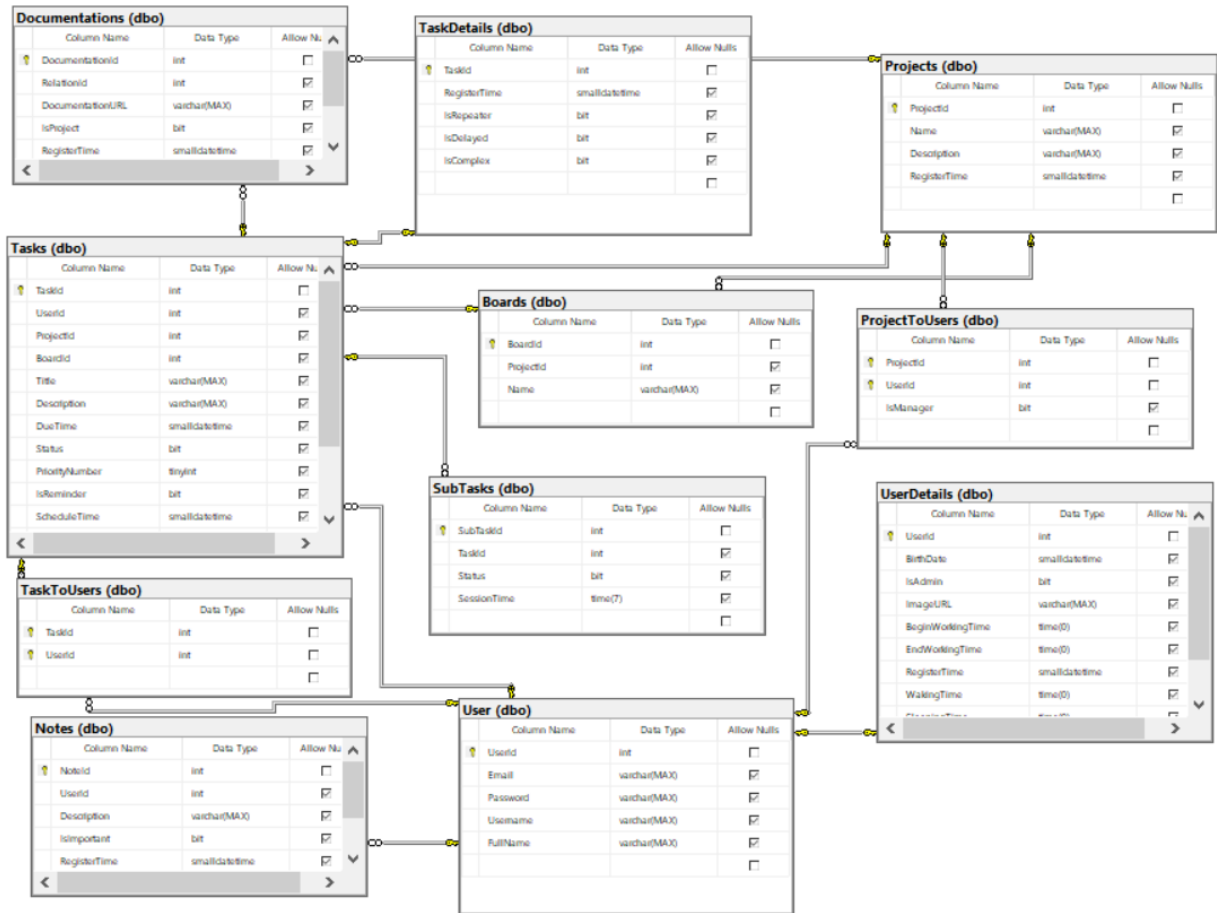 Documentations (dbo)
Column Name Data Type Allow Nu
DocumentationId int
RelationId int
DocumentationURL varchar(MAX)
IsProject bit
RegisterTime smalldatetime
TaskDetails (dbo)
Column Name Data Type Allow Nulls
TaskId int
RegisterTime smalldatetime
IsRepeater bit
IsDelayed bit
IsComplex bit
Projects (dbo)
Column Name Data Type Allow Nulls
ProjectId int
Name varchar(MAX)
Description varchar(MAX)
RegisterTime smalldatetime
Tasks (dbo)
Column Name Data Type Allow Nu
TaskId int
UserId int
ProjectId int
BoardId int
Title varchar(MAX)
Description varchar(MAX)
DueTime smalldatetime
Status bit
PriorityNumber tinyint
IsReminder bit
ScheduleTime smalldatetime
Boards (dbo)
Column Name Data Type Allow Nulls
BoardId int
ProjectId int
Name varchar(MAX)
ProjectToUsers (dbo)
Column Name Data Type Allow Nulls
ProjectId int
UserId int
IsManager bit
SubTasks (dbo)
Column Name Data Type Allow Nulls
SubTaskId int
TaskId int
Status bit
SessionTime time(7)
UserDetails (dbo)
Column Name Data Type Allow Nu
UserId int
BirthDate smalldatetime
IsAdmin bit
ImageURL varchar(MAX)
BeginWorkingTime time(0)
EndWorkingTime time(0)
RegisterTime smalldatetime
WakingTime time(0)
time(0)
TaskToUsers (dbo)
Column Name Data Type Allow Nulls
TaskId int
UserId int
Notes (dbo)
Column Name Data Type Allow Nu
NoteId int
UserId int
Description varchar(MAX)
IsImportant bit
RegisterTime smalldatetime
User (dbo)
Column Name Data Type Allow Nulls
UserId int
Email varchar(MAX)
Password varchar(MAX)
Username varchar(MAX)
FullName varchar(MAX)